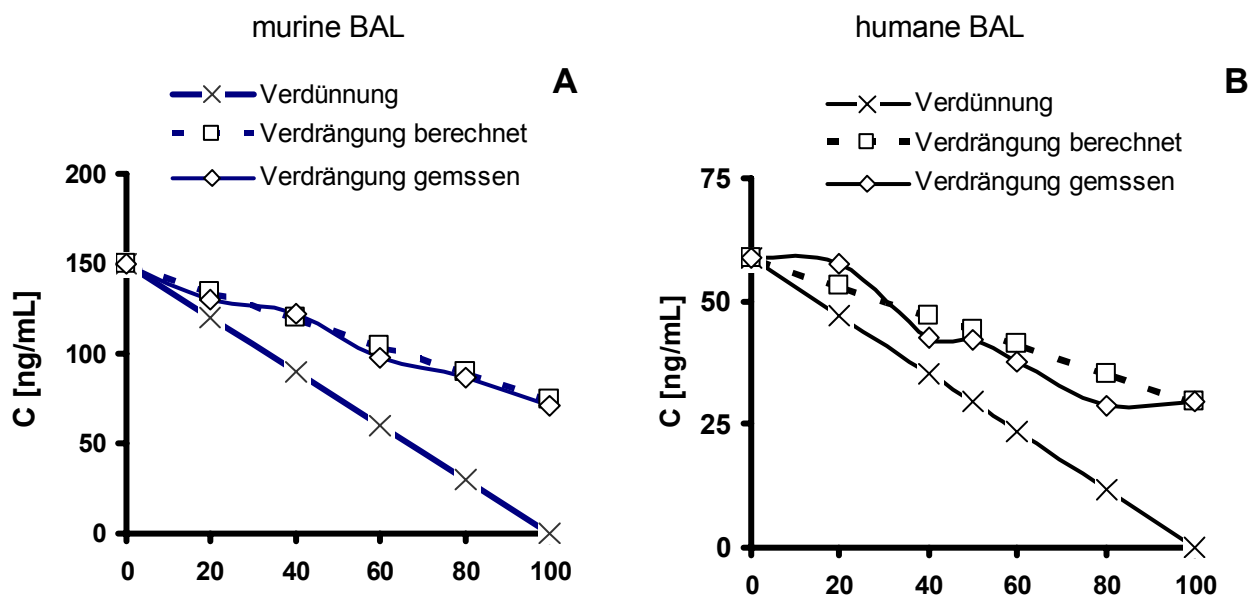 murine BAL
A
Verdünnung
Verdrängung berechnet
Verdrängung gemssen
200
150
100
50
0
C [ng/mL]
0 20 40 60 80 100
humane BAL
B
Verdünnung
Verdrängung berechnet
Verdrängung gemssen
75
50
25
0
C [ng/mL]
0 20 40 60 80 100